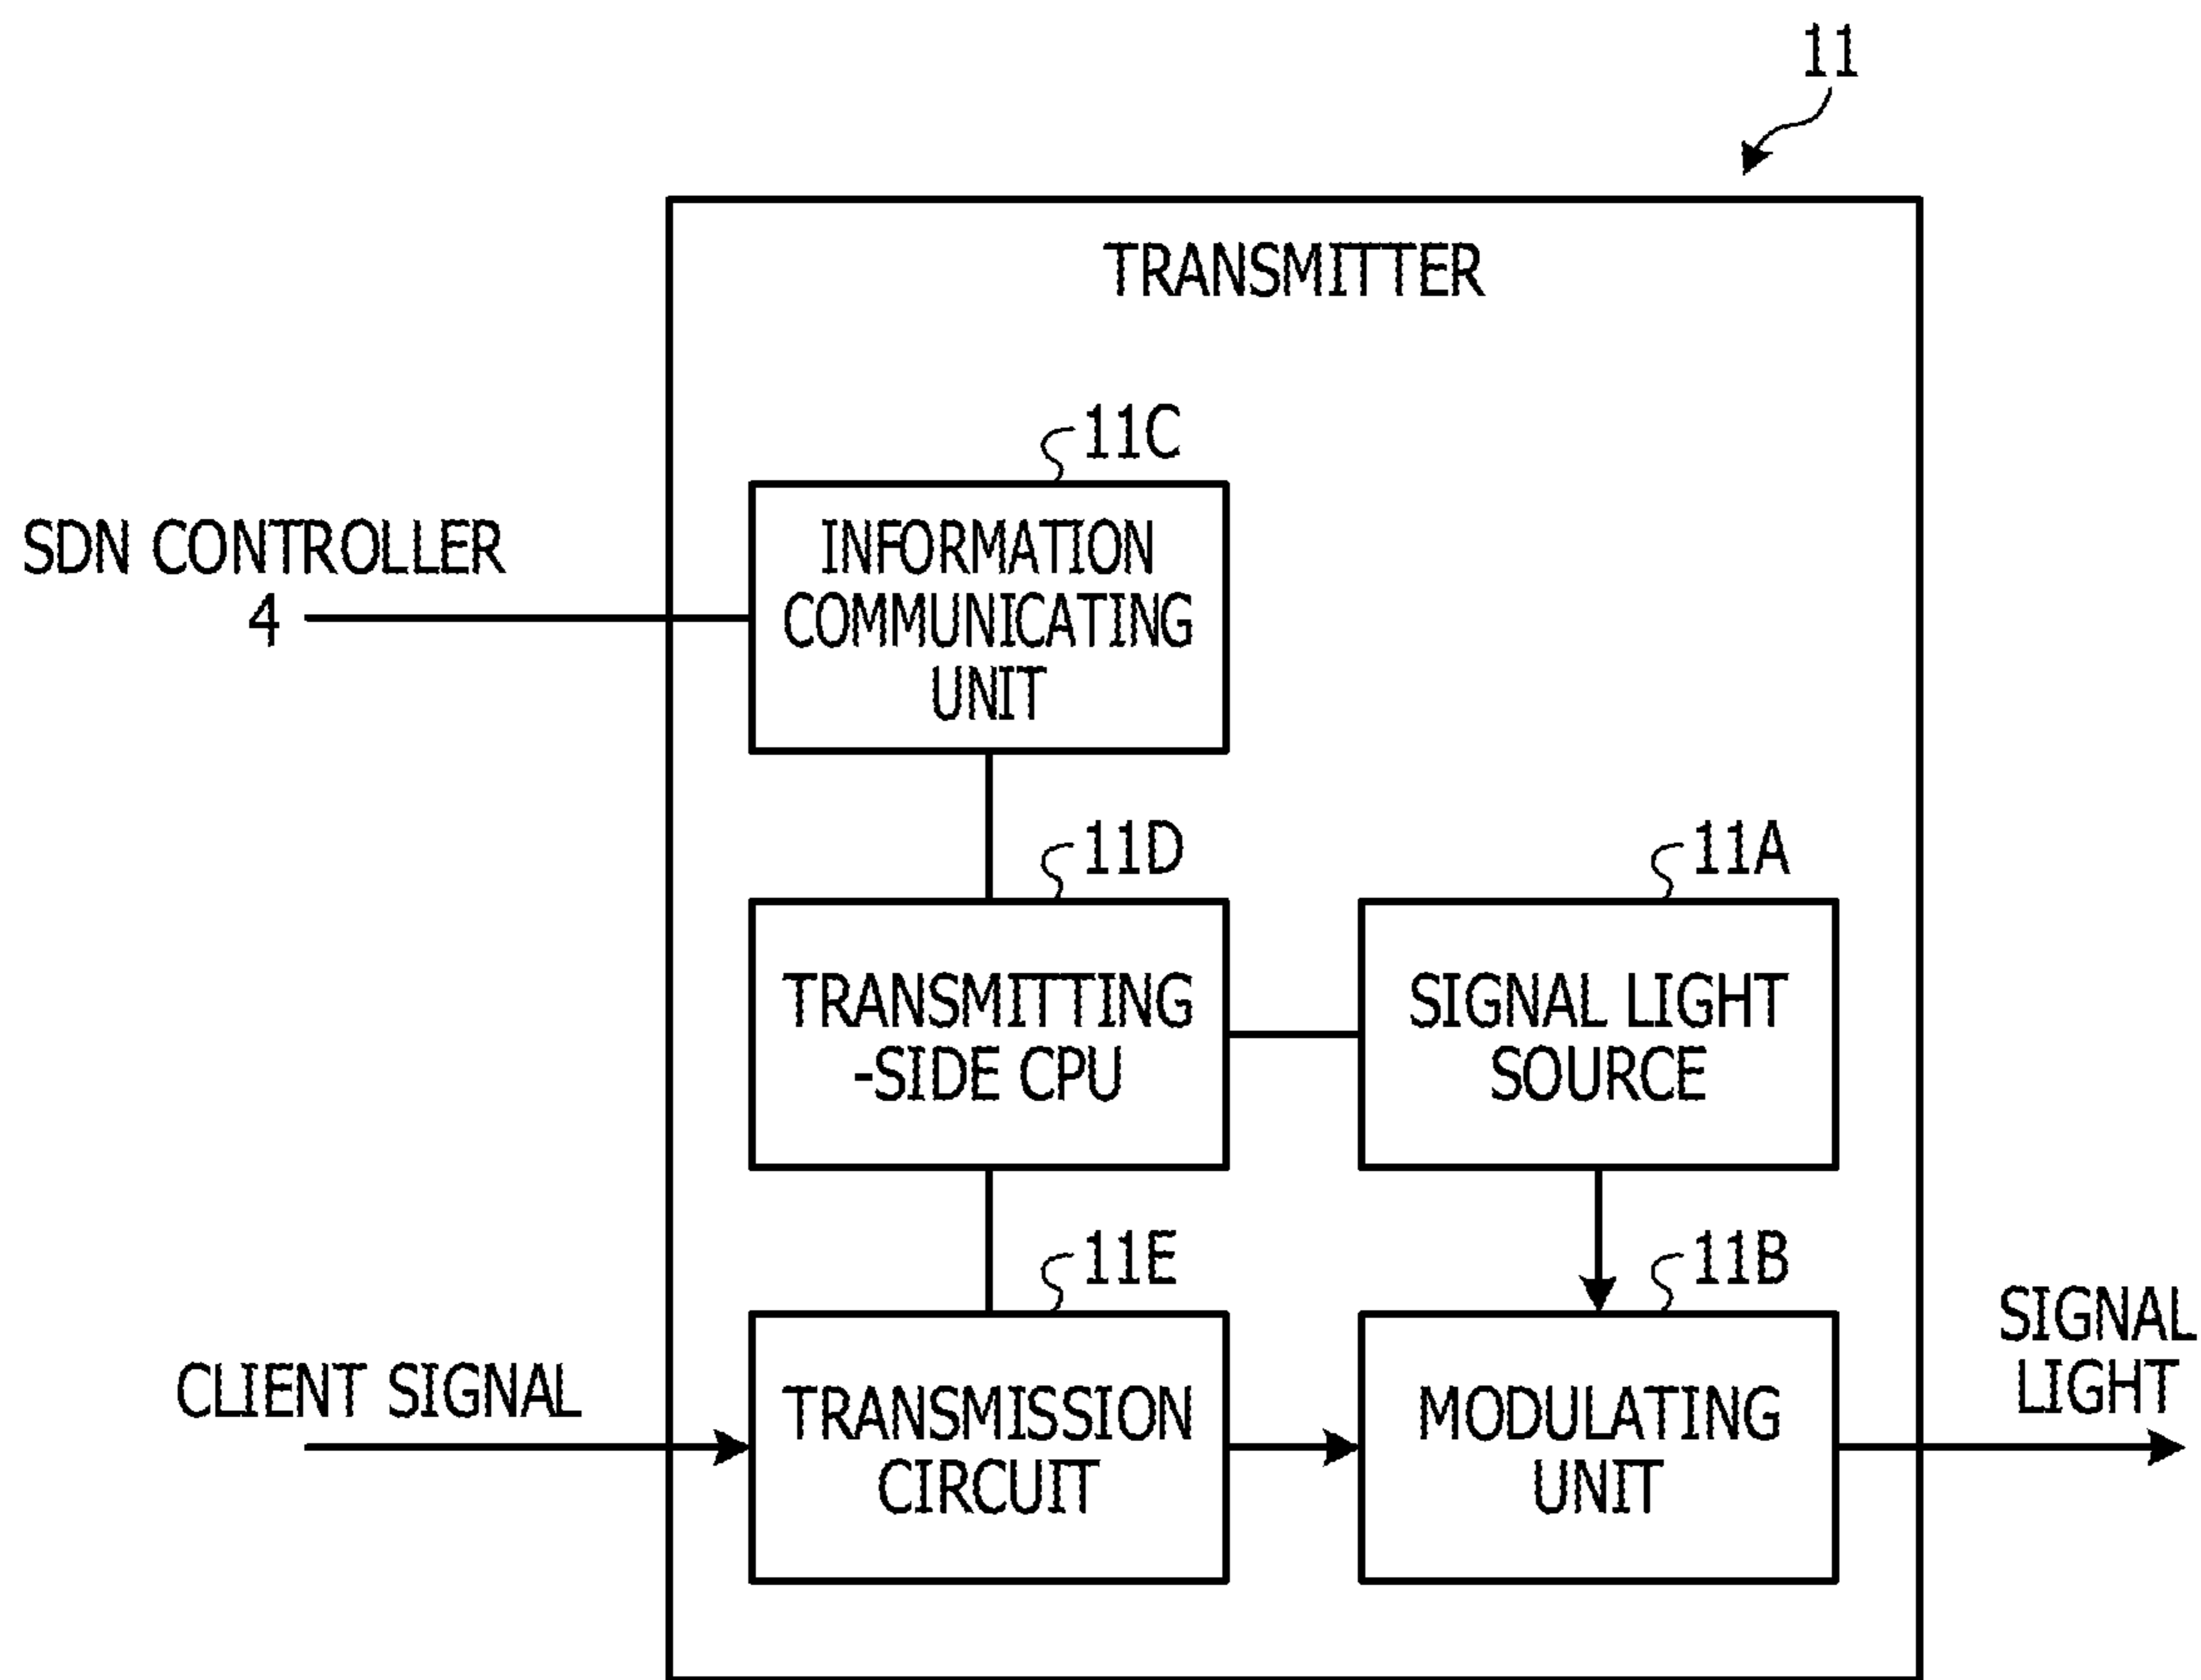 11
TRANSMITTER
11C
SDN CONTROLLER
4
INFORMATION
COMMUNICATING
UNIT
11D
11A
TRANSMITTING
-SIDE CPU
SIGNAL LIGHT
SOURCE
11E
11B
CLIENT SIGNAL
TRANSMISSION
CIRCUIT
MODULATING
UNIT
SIGNAL
LIGHT